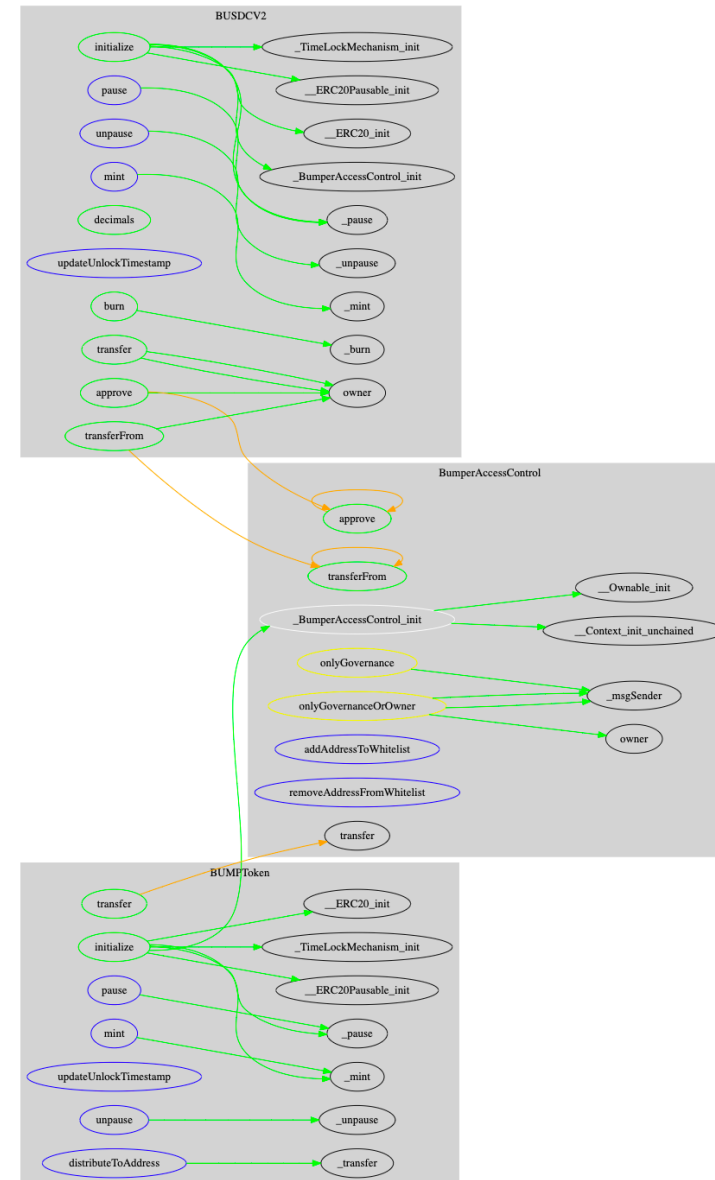 BUSDCV2
initialize
_TimeLockMechanism_init
pause
__ERC20Pausable_init
unpause
__ERC20_init
mint
_BumperAccessControl_init
decimals
_pause
updateUnlockTimestamp
_unpause
burn
_mint
transfer
_burn
approve
owner
transferFrom
BumperAccessControl
approve
transferFrom
__Ownable_init
_BumperAccessControl_init
__Context_init_unchained
onlyGovernance
_msgSender
onlyGovernanceOrOwner
owner
addAddressToWhitelist
removeAddressFromWhitelist
transfer
BUMPToken
transfer
__ERC20_init
initialize
_TimeLockMechanism_init
pause
__ERC20Pausable_init
mint
_pause
updateUnlockTimestamp
_mint
unpause
_unpause
distributeToAddress
_transfer